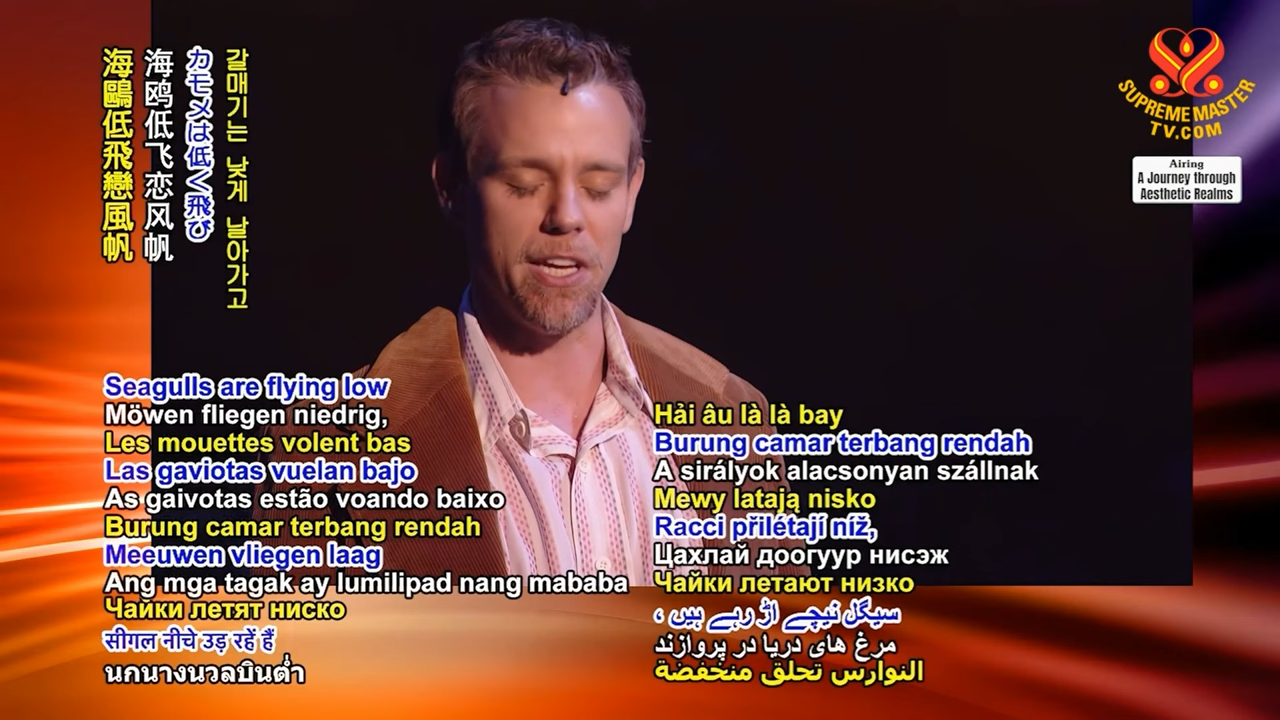 海鷗低飛戀風帆
海鸥低飞恋风帆
カモメは低く飛び
갈매기는 낮게 날아가고
SUPREME MASTER
TV.COM
Airing
A Journey through
Aesthetic Realms
Seagulls are flying low
Möwen fliegen niedrig,
Les mouettes volent bas
Las gaviotas vuelan bajo
As gaivotas estão voando baixo
Burung camar terbang rendah
Meeuwen vliegen laag
Ang mga tagak ay lumilipad nang mababa
Чайки летят ниско
सीगल नीचे उड़ रहें हैं
นกนางนวลบินต่ำ
Hải âu là là bay
Burung camar terbang rendah
A sirályok alacsonyan szállnak
Mewy latają nisko
Racci přilétají níž,
Цахлай доогуур нисэж
Чайки летают низко
سیگل نیچے اڑ رہے ہیں ،
مرغ های دریا در پروازند
النوارس تحلق منخفضة